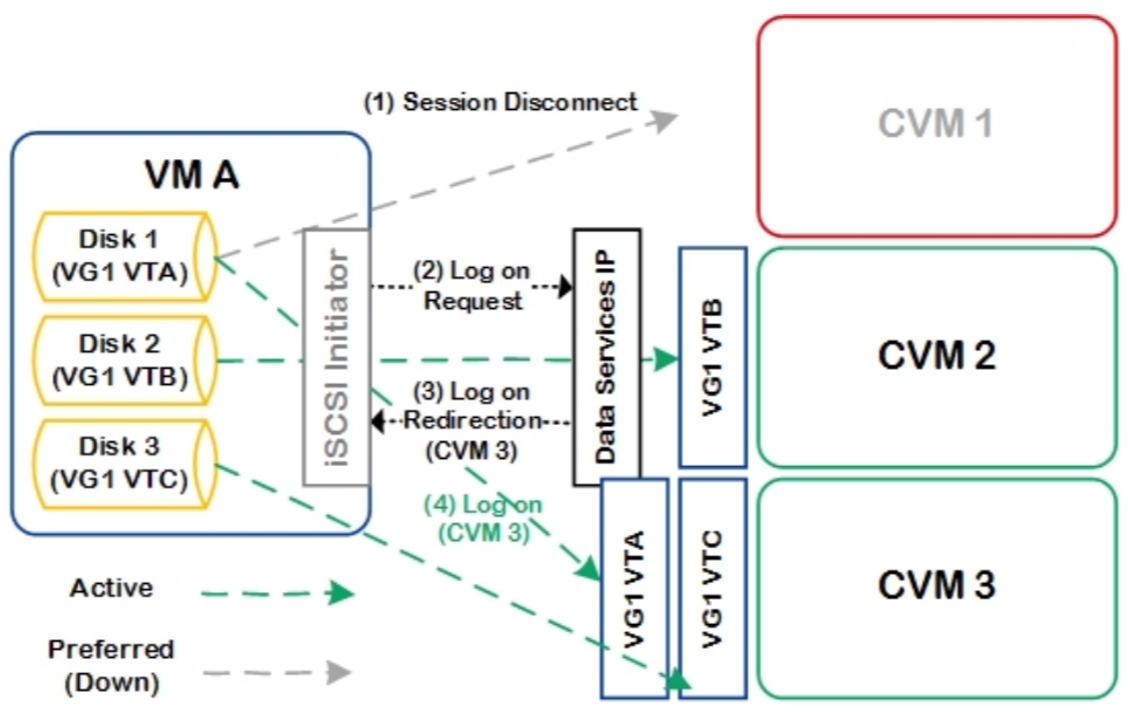 (1) Session Disconnect
CVM 1
VM A
Disk 1
(VG1 VTA)
Disk 2
(VG1 VTB)
Disk 3
(VG1 VTC)
iSCSI Initiator
(2) Log on
Request
(3) Log on
Redirection
(CVM 3)
(4) Log on
(CVM 3)
Data Services IP
VG1 VTB
CVM 2
VG1 VTA
VG1 VTC
CVM 3
Active
Preferred
(Down)